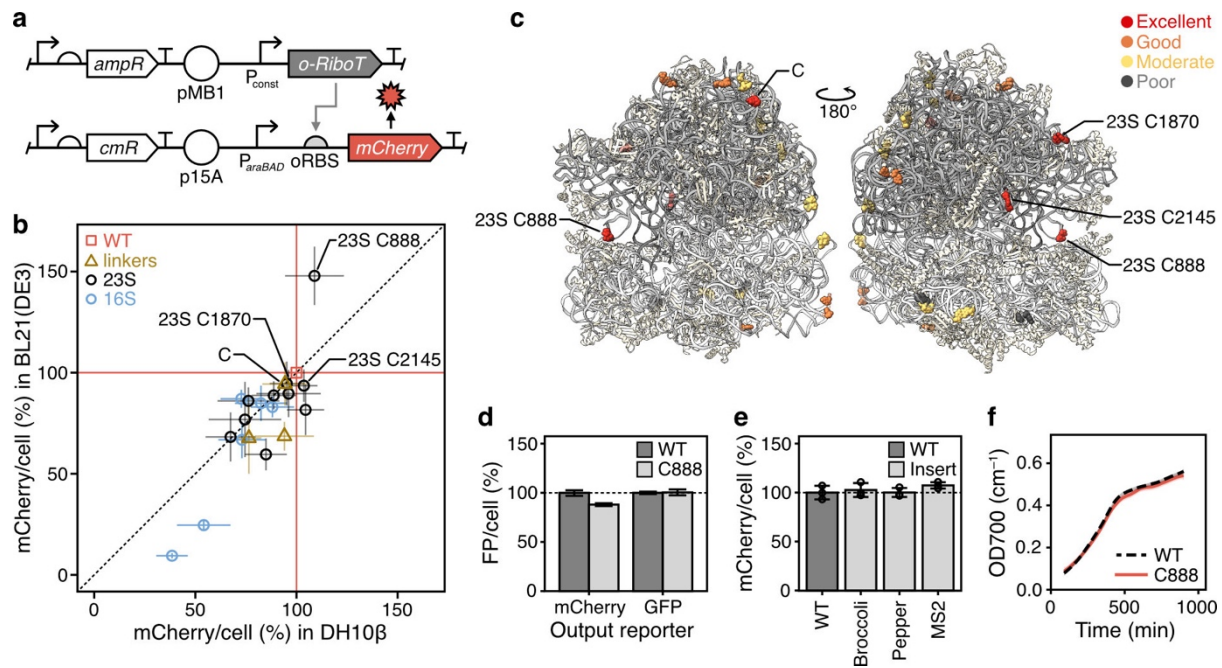 a
ampR
pMB1
Pconst
o-RiboT
cmR
p15A
ParaBAD
oRBS
mCherry
b
mCherry/cell (%) in BL21(DE3)
150
100
50
0
WT
linkers
23S
16S
23S C888
23S C1870
C
23S C2145
0
50
100
150
mCherry/cell (%) in DH10β
c
Excellent
Good
Moderate
Poor
C
180°
23S C1870
23S C888
23S C2145
23S C888
d
FP/cell (%)
150
100
50
0
WT
C888
mCherry
GFP
Output reporter
e
mCherry/cell (%)
150
100
50
0
WT
Insert
WT
Broccoli
Pepper
MS2
f
OD700 (cm⁻¹)
0.6
0.4
0.2
0.0
WT
C888
0
500
1000
Time (min)